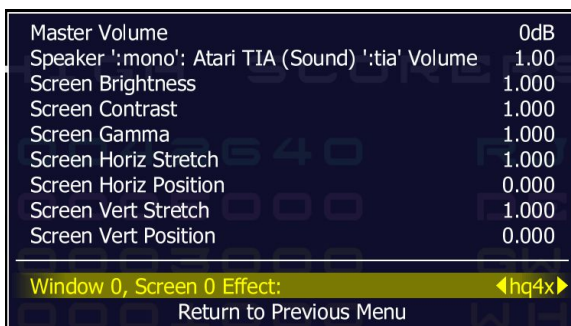 Master Volume 0dB
Speaker ':mono': Atari TIA (Sound) ':tia' Volume 1.00
Screen Brightness 1.000
Screen Contrast 1.000
Screen Gamma 1.000
Screen Horiz Stretch 1.000
Screen Horiz Position 0.000
Screen Vert Stretch 1.000
Screen Vert Position 0.000
Window 0, Screen 0 Effect: hq4x
Return to Previous Menu